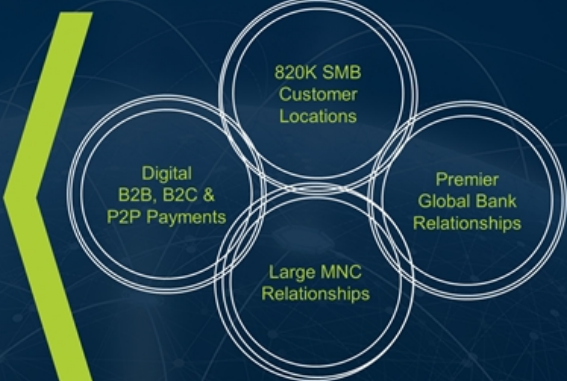 820K SMB
Customer
Locations
Digital
B2B, B2C &
P2P Payments
Premier
Global Bank
Relationships
Large MNC
Relationships